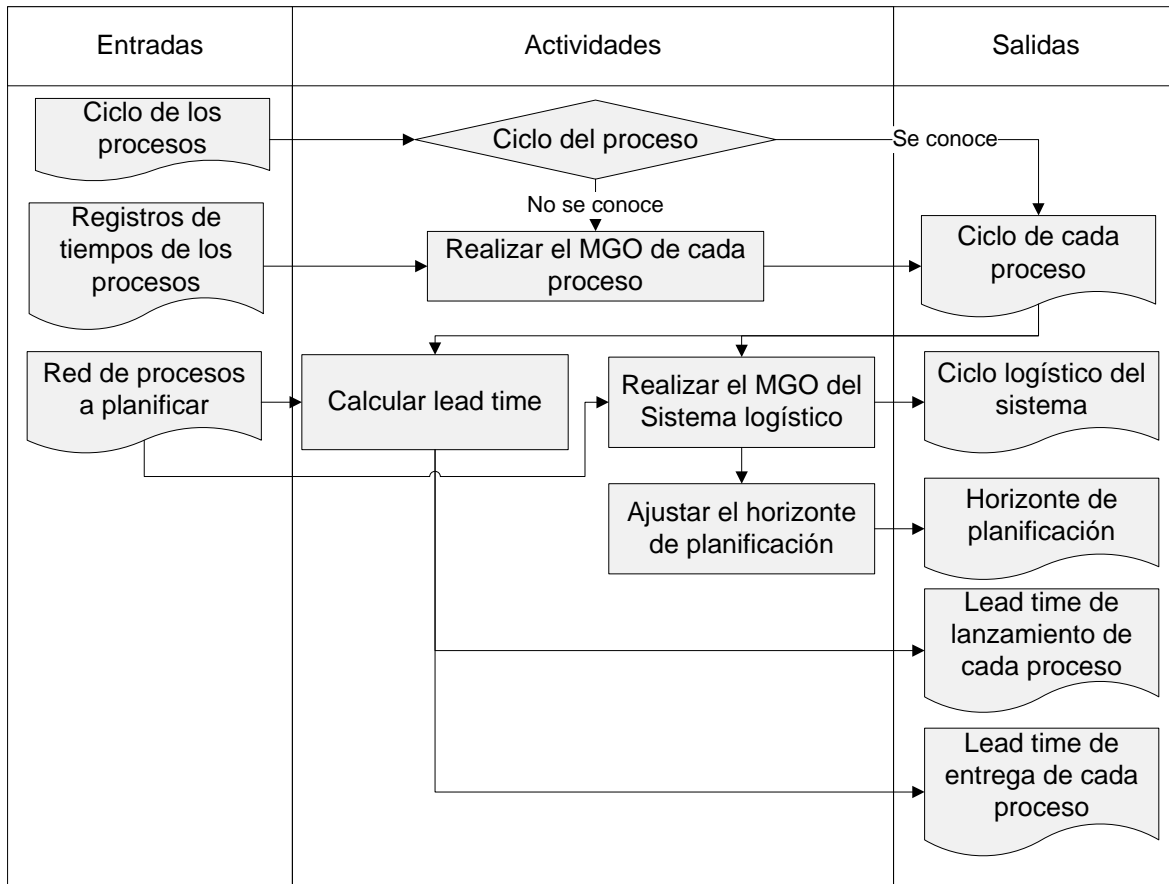 Entradas
Actividades
Salidas
Ciclo de los
procesos
Ciclo del proceso
Se conoce
No se conoce
Registros de
tiempos de los
procesos
Realizar el MGO de cada
proceso
Ciclo de cada
proceso
Red de procesos
a planificar
Calcular lead time
Realizar el MGO del
Sistema logístico
Ciclo logístico del
sistema
Ajustar el horizonte
de planificación
Horizonte de
planificación
Lead time de
lanzamiento de
cada proceso
Lead time de
entrega de cada
proceso